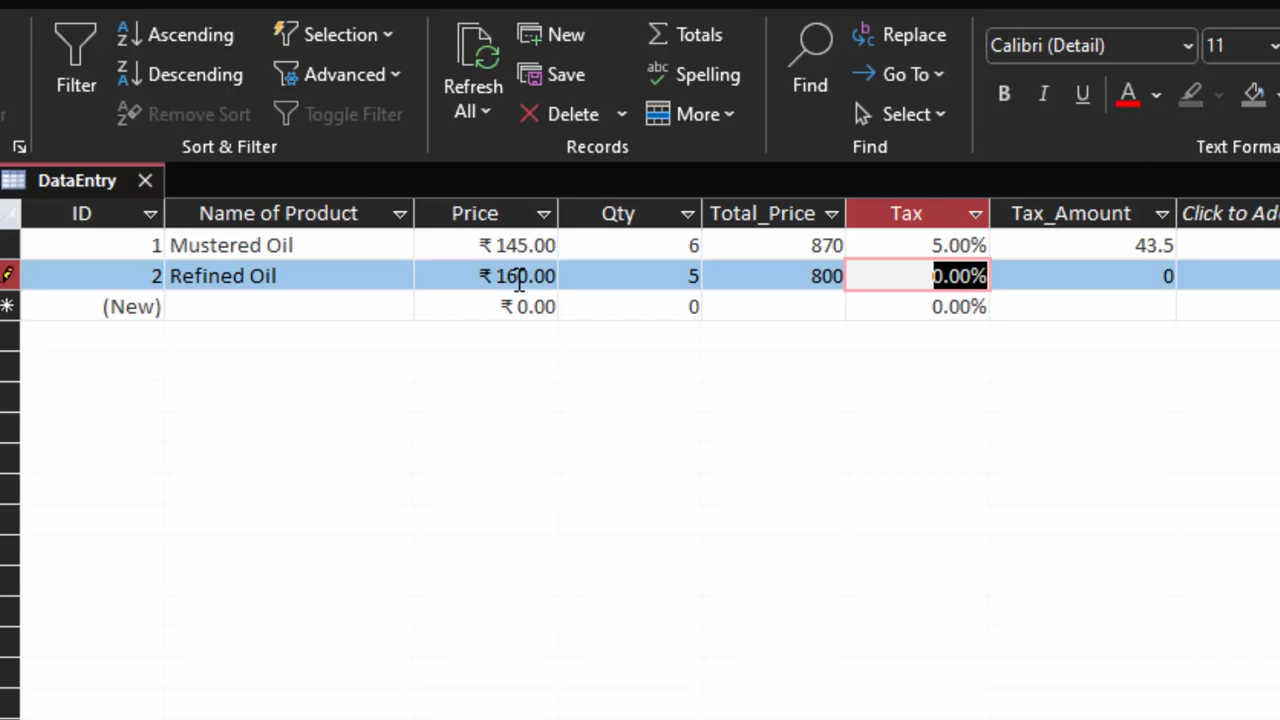 Filter
Ascending
Descending
Remove Sort
Selection
Advanced
Toggle Filter
Sort & Filter
Refresh
All
New
Save
Delete
Totals
Spelling
More
Records
Find
Replace
Go To
Select
Find
Calibri (Detail) 11
B I U A
Text Forma
DataEntry
ID Name of Product Price Qty Total_Price Tax Tax_Amount Click to Ad
1 Mustered Oil ₹ 145.00 6 870 5.00% 43.5
2 Refined Oil ₹ 160.00 5 800 0.00% 0
(New) ₹ 0.00 0 0.00%